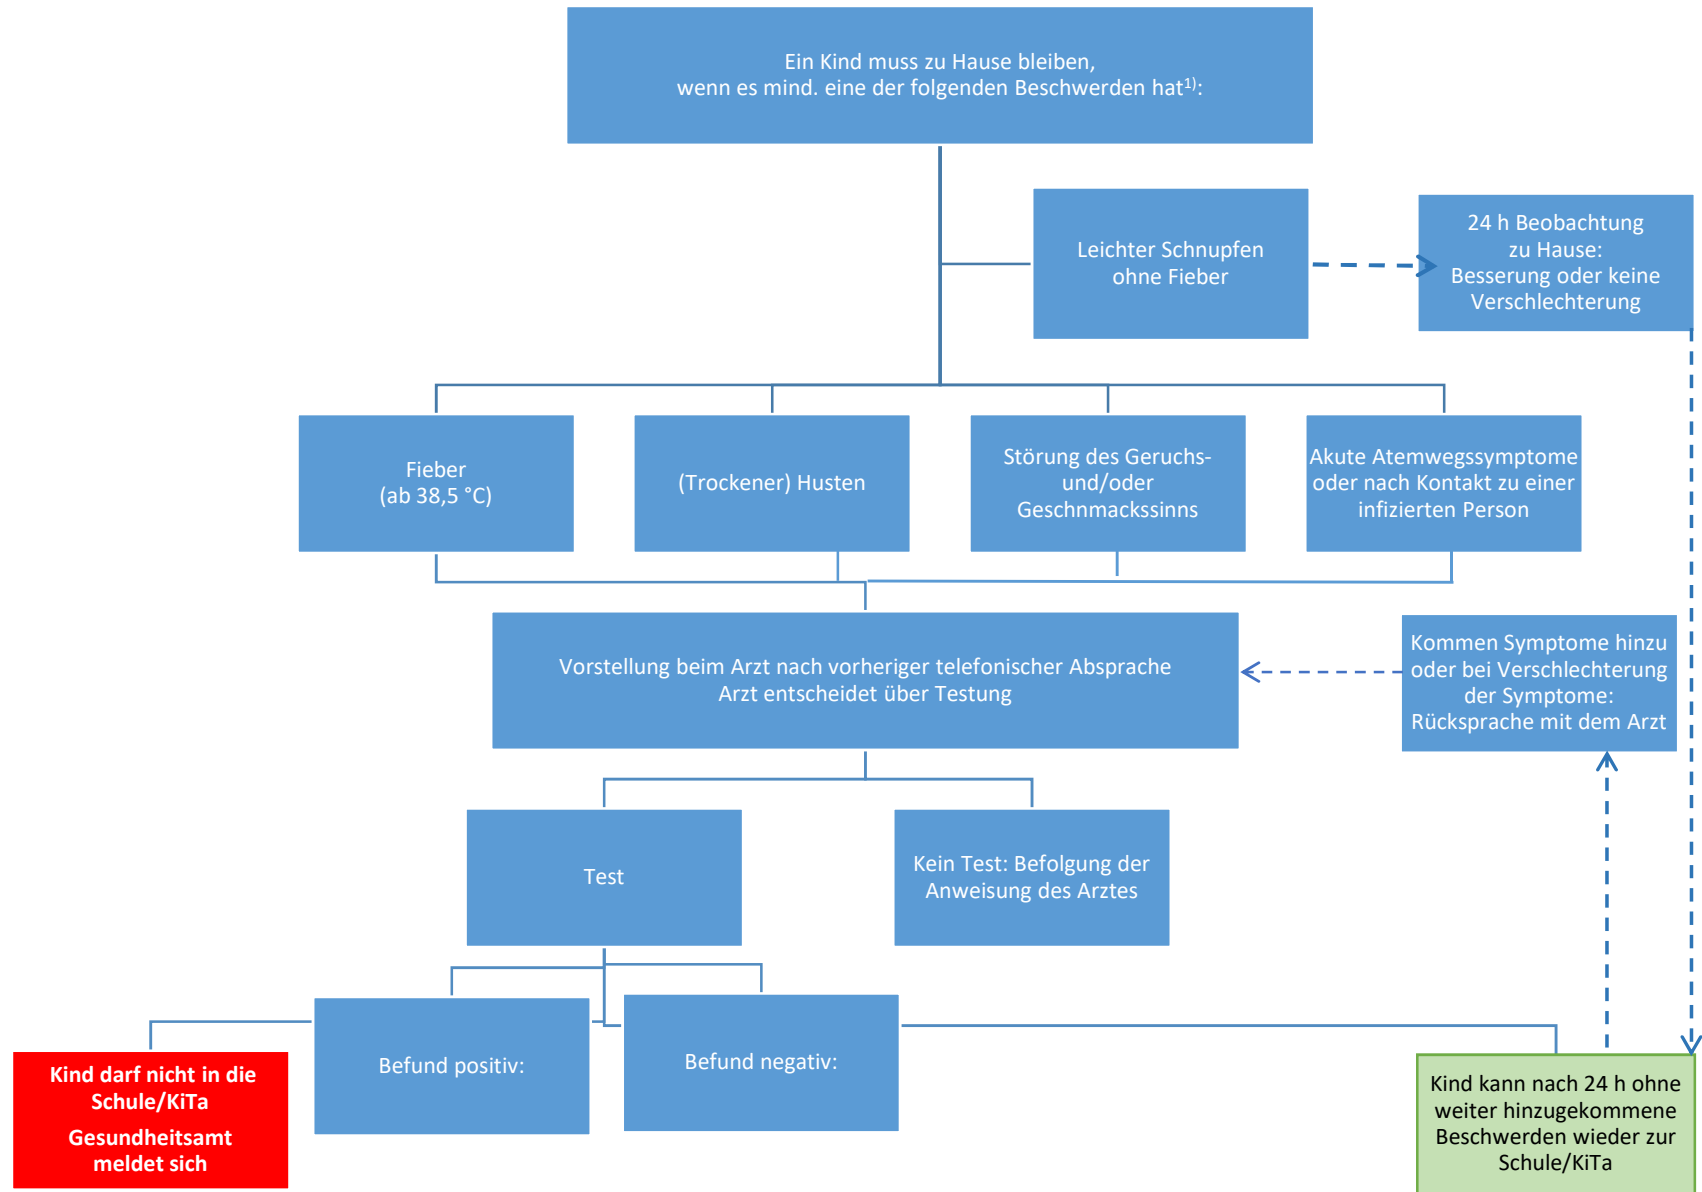 Ein Kind muss zu Hause bleiben,
wenn es mind. eine der folgenden Beschwerden hat¹⁾:
Leichter Schnupfen
ohne Fieber
24 h Beobachtung
zu Hause:
Besserung oder keine
Verschlechterung
Fieber
(ab 38,5 °C)
(Trockener) Husten
Störung des Geruchs-
und/oder
Geschnmackssinns
Akute Atemwegssymptome
oder nach Kontakt zu einer
infizierten Person
Vorstellung beim Arzt nach vorheriger telefonischer Absprache
Arzt entscheidet über Testung
Kommen Symptome hinzu
oder bei Verschlechterung
der Symptome:
Rücksprache mit dem Arzt
Test
Kein Test: Befolgung der
Anweisung des Arztes
Kind darf nicht in die
Schule/KiTa
Gesundheitsamt
meldet sich
Befund positiv:
Befund negativ:
Kind kann nach 24 h ohne
weiter hinzugekommene
Beschwerden wieder zur
Schule/KiTa